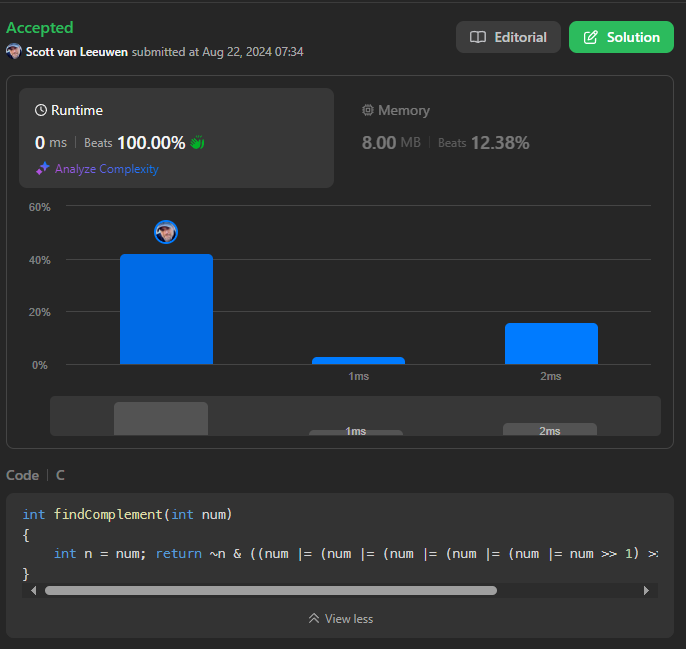 Accepted
Editorial
Solution
Scott van Leeuwen submitted at Aug 22, 2024 07:34
Runtime
0 ms | Beats 100.00%
Analyze Complexity
Memory
8.00 MB | Beats 12.38%
60%
40%
20%
0%
1ms
2ms
1ms
2ms
Code | C
int findComplement(int num)
{
    int n = num; return ~n & ((num |= (num |= (num |= (num |= (num |= num >> 1) >>
}
View less